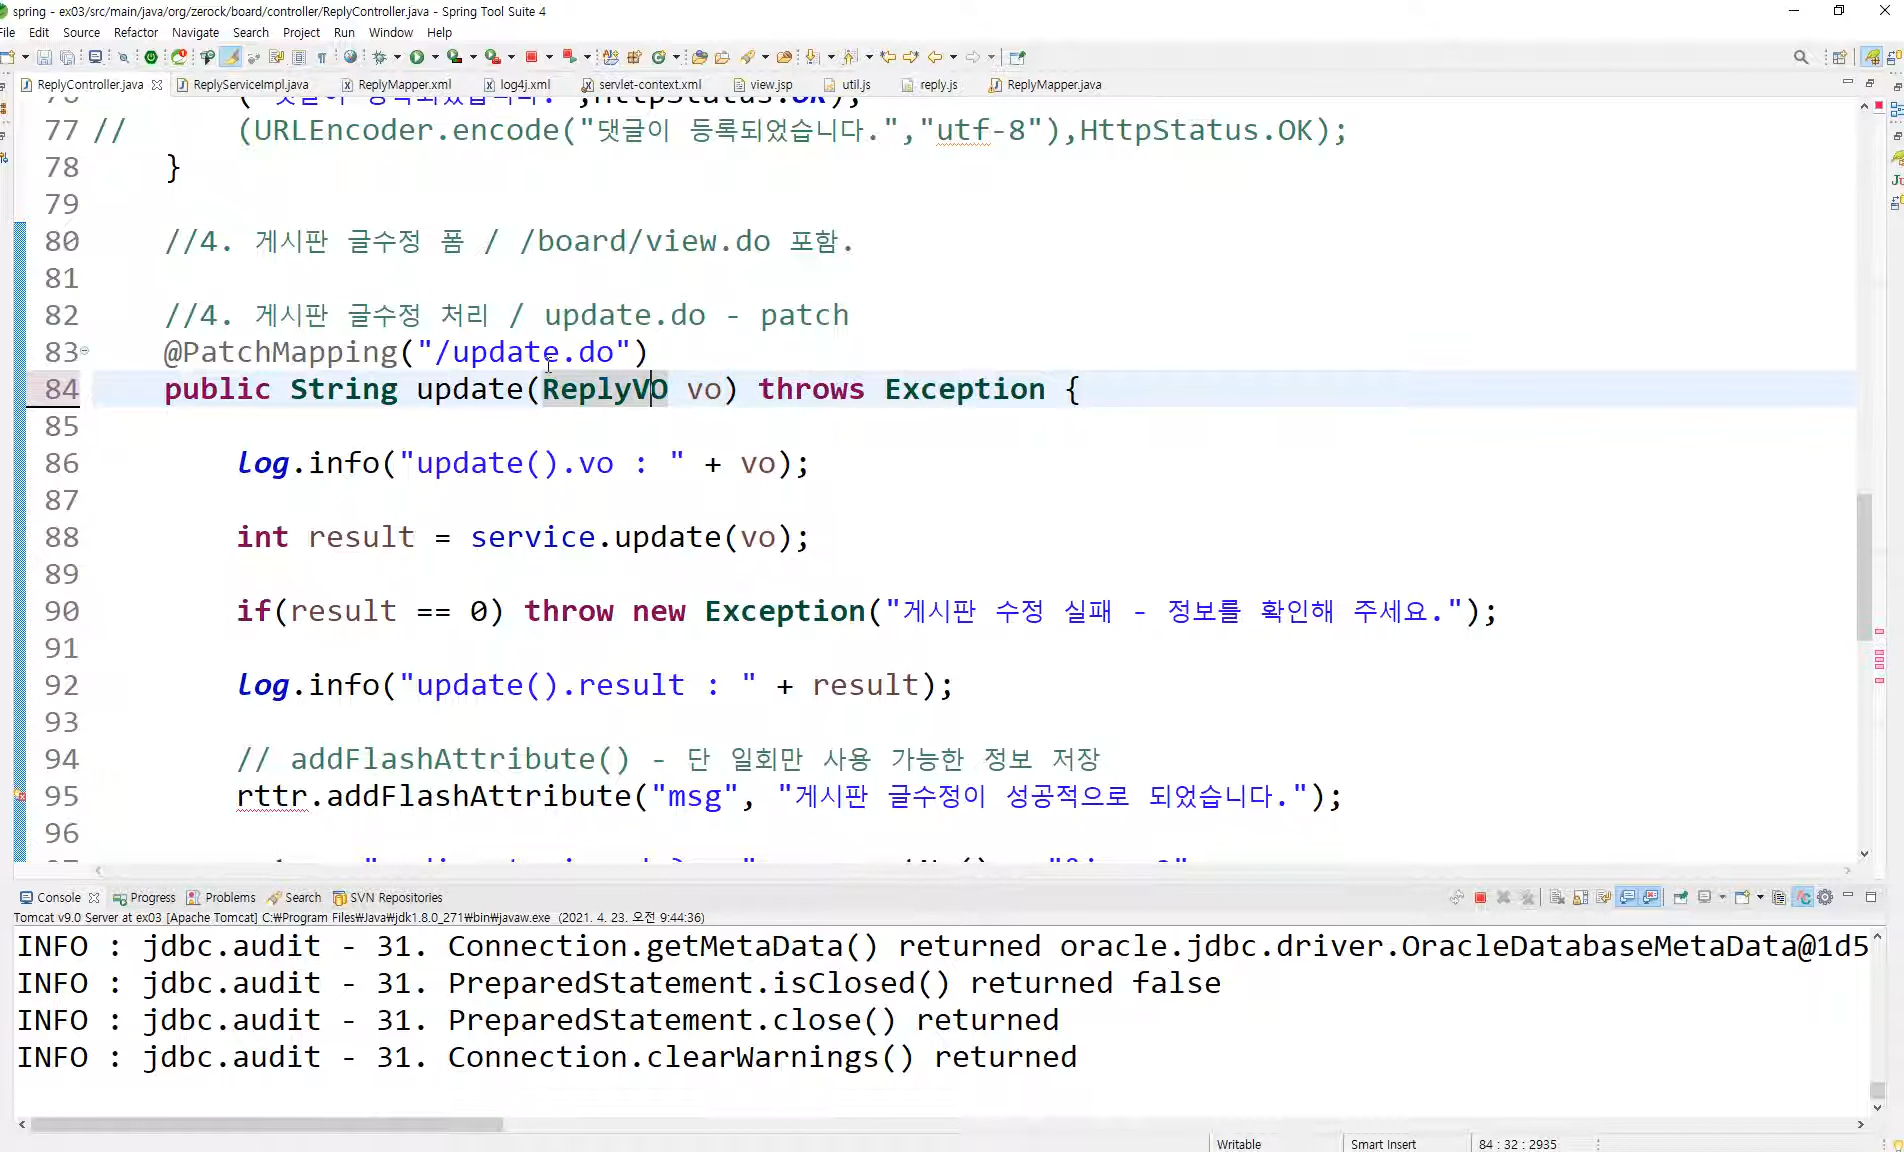 spring - ex03/src/main/java/org/zerock/board/controller/ReplyController.java - Spring Tool Suite 4
File Edit Source Refactor Navigate Search Project Run Window Help
ReplyController.java ReplyServiceImpl.java ReplyMapper.xml log4j.xml servlet-context.xml view.jsp util.js reply.js ReplyMapper.java
77 // (URLEncoder.encode("댓글이 등록되었습니다.","utf-8"),HttpStatus.OK);
78 }
79
80 //4. 게시판 글수정 폼 / /board/view.do 포함.
81
82 //4. 게시판 글수정 처리 / update.do - patch
83 @PatchMapping("/update.do")
84 public String update(ReplyVO vo) throws Exception {
85
86 log.info("update().vo : " + vo);
87
88 int result = service.update(vo);
89
90 if(result == 0) throw new Exception("게시판 수정 실패 - 정보를 확인해 주세요.");
91
92 log.info("update().result : " + result);
93
94 // addFlashAttribute() - 단 일회만 사용 가능한 정보 저장
95 rttr.addFlashAttribute("msg", "게시판 글수정이 성공적으로 되었습니다.");
96
Console Progress Problems Search SVN Repositories
Tomcat v9.0 Server at ex03 [Apache Tomcat] C:₩Program Files₩Java₩jdk1.8.0_271₩bin₩javaw.exe (2021. 4. 23. 오전 9:44:36)
INFO : jdbc.audit - 31. Connection.getMetaData() returned oracle.jdbc.driver.OracleDatabaseMetaData@1d5
INFO : jdbc.audit - 31. PreparedStatement.isClosed() returned false
INFO : jdbc.audit - 31. PreparedStatement.close() returned
INFO : jdbc.audit - 31. Connection.clearWarnings() returned
Writable Smart Insert 84 : 32 : 2935